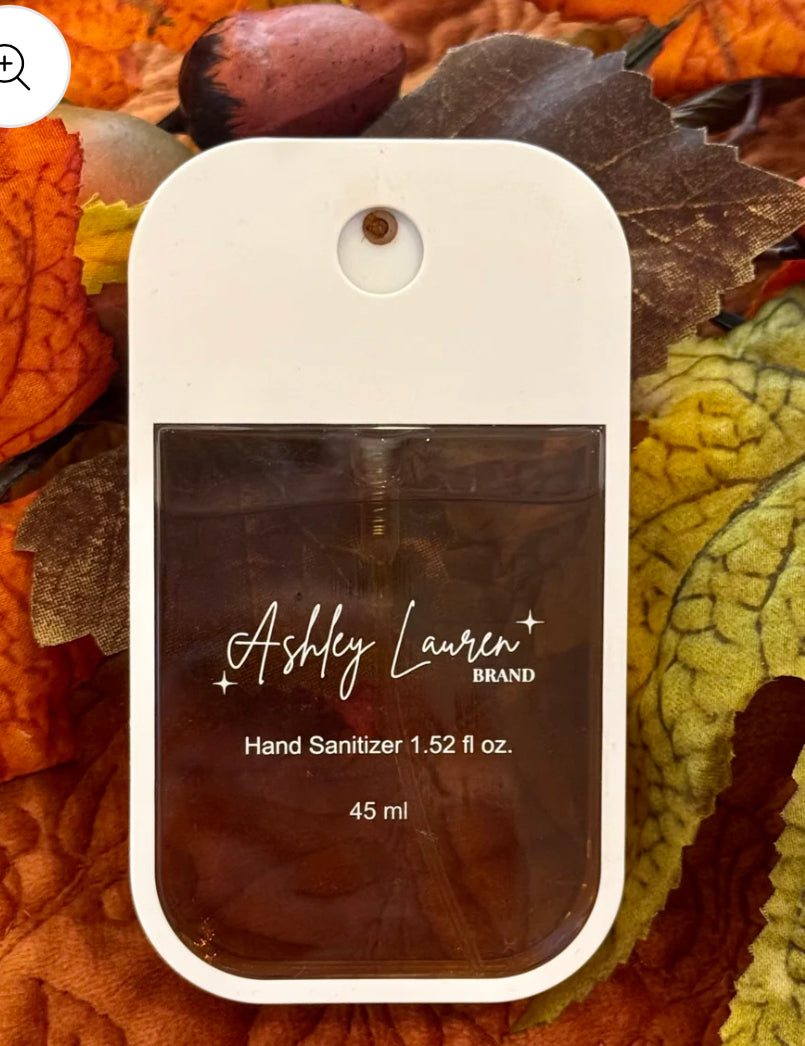 Ashley Lauren
BRAND
Hand Sanitizer 1.52 fl oz.
45 ml